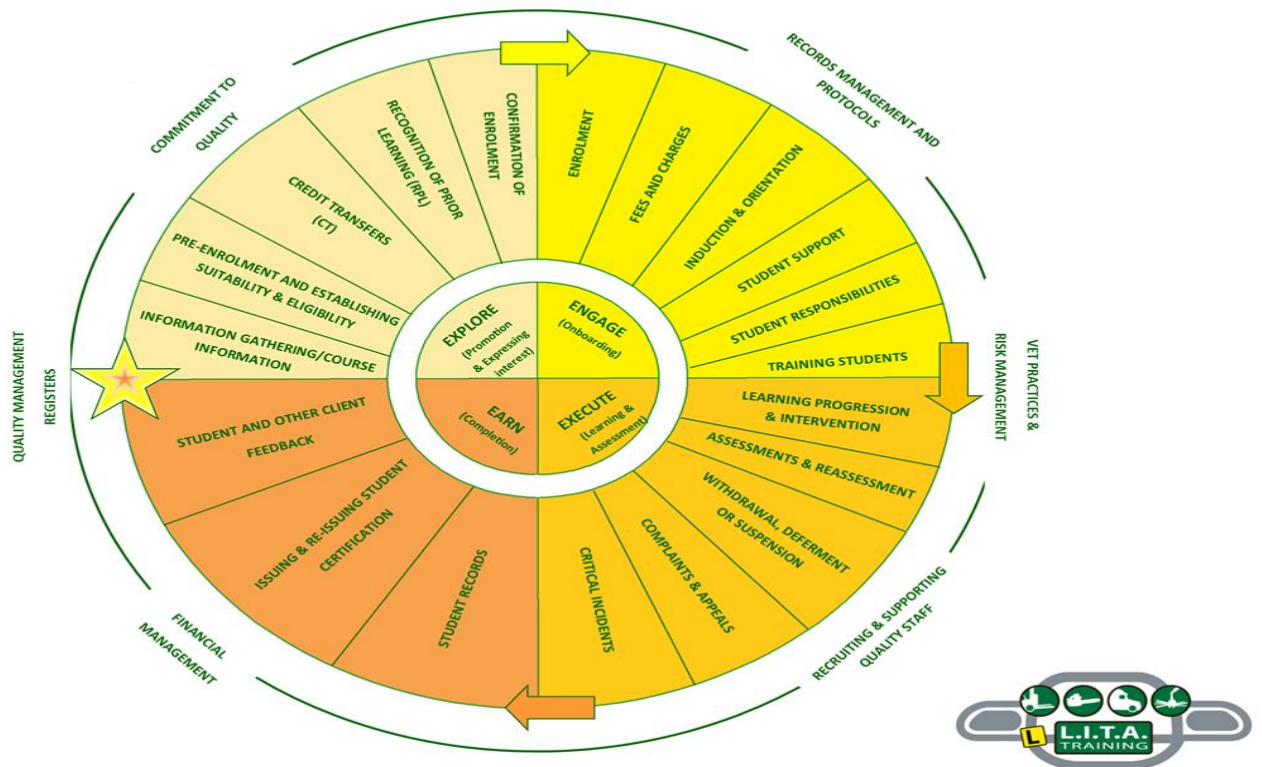 COMMITMENT TO
QUALITY
RECORDS MANAGEMENT AND
PROTOCOLS
VET PRACTICES &
RISK MANAGEMENT
RECRUITING & SUPPORTING
QUALITY STAFF
FINANCIAL
MANAGEMENT
QUALITY MANAGEMENT
REGISTERS
EXPLORE
(Promotion
& Expressing
interest)
INFORMATION GATHERING/COURSE
INFORMATION
PRE-ENROLMENT AND ESTABLISHING
SUITABILITY & ELIGIBILITY
CREDIT TRANSFERS
(CT)
RECOGNITION OF PRIOR
LEARNING (RPL)
CONFIRMATION OF
ENROLMENT
ENGAGE
(Onboarding)
ENROLMENT
FEES AND CHARGES
INDUCTION & ORIENTATION
STUDENT SUPPORT
STUDENT RESPONSIBILITIES
TRAINING STUDENTS
EXECUTE
(Learning &
Assessment)
LEARNING PROGRESSION
& INTERVENTION
ASSESSMENTS & REASSESSMENT
WITHDRAWAL, DEFERMENT
OR SUSPENSION
COMPLAINTS & APPEALS
CRITICAL INCIDENTS
EARN
(Completion)
STUDENT RECORDS
ISSUING & RE-ISSUING STUDENT
CERTIFICATION
STUDENT AND OTHER CLIENT
FEEDBACK
L
L.I.T.A.
TRAINING